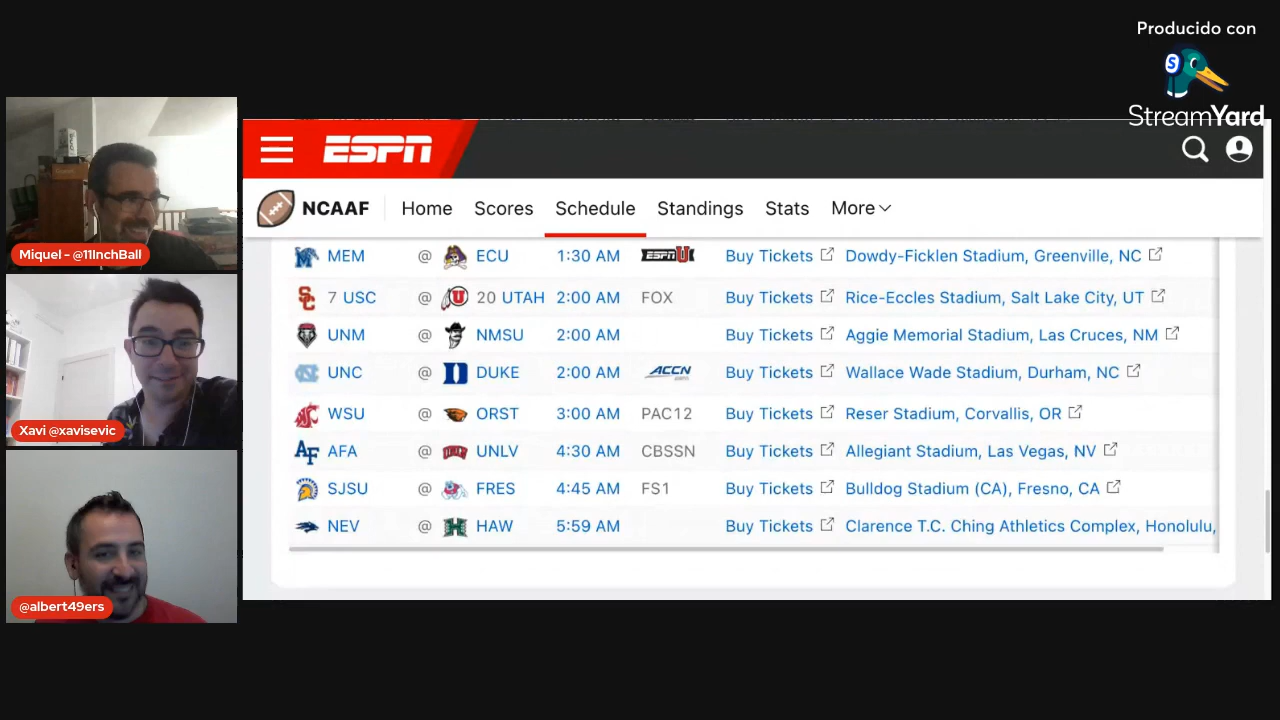 Producido con
StreamYard
ESPN
NCAAF Home Scores Schedule Standings Stats More
MEM @ ECU 1:30 AM ESPNU Buy Tickets Dowdy-Ficklen Stadium, Greenville, NC
7 USC @ 20 UTAH 2:00 AM FOX Buy Tickets Rice-Eccles Stadium, Salt Lake City, UT
UNM @ NMSU 2:00 AM Buy Tickets Aggie Memorial Stadium, Las Cruces, NM
UNC @ DUKE 2:00 AM ACCN Buy Tickets Wallace Wade Stadium, Durham, NC
WSU @ ORST 3:00 AM PAC12 Buy Tickets Reser Stadium, Corvallis, OR
AFA @ UNLV 4:30 AM CBSSN Buy Tickets Allegiant Stadium, Las Vegas, NV
SJSU @ FRES 4:45 AM FS1 Buy Tickets Bulldog Stadium (CA), Fresno, CA
NEV @ HAW 5:59 AM Buy Tickets Clarence T.C. Ching Athletics Complex, Honolulu,
Miquel - @11InchBall
Xavi @xavisevic
@albert49ers